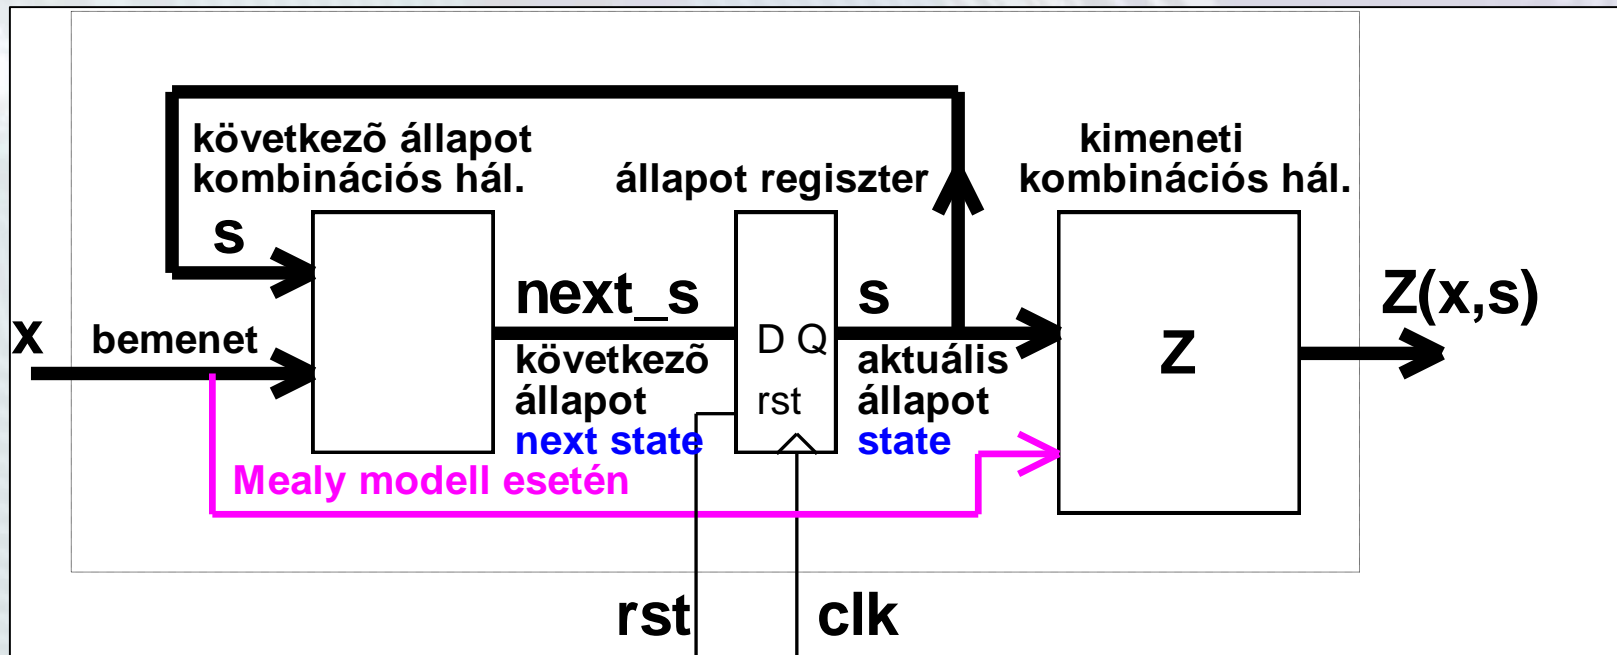 következõ állapot
kombinációs hál.
állapot regiszter
kimeneti
kombinációs hál.
s
next_s
s
Z(x,s)
x
bemenet
D Q
Z
következõ
állapot
next state
rst
aktuális
állapot
state
Mealy modell esetén
rst
clk